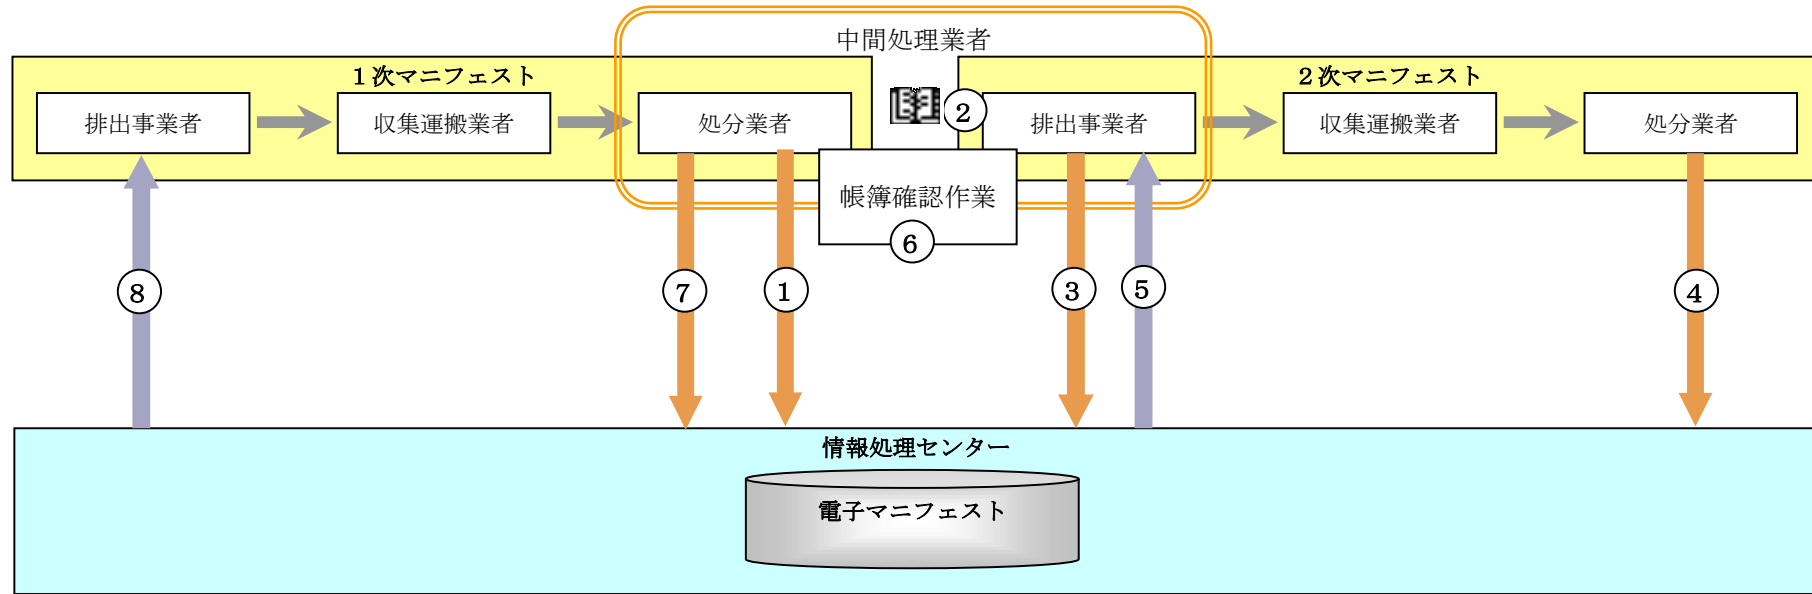 中間処理業者
１次マニフェスト
２次マニフェスト
排出事業者
収集運搬業者
処分業者
②
排出事業者
収集運搬業者
処分業者
帳簿確認作業
⑥
⑧
⑦
①
③
⑤
④
情報処理センター
電子マニフェスト